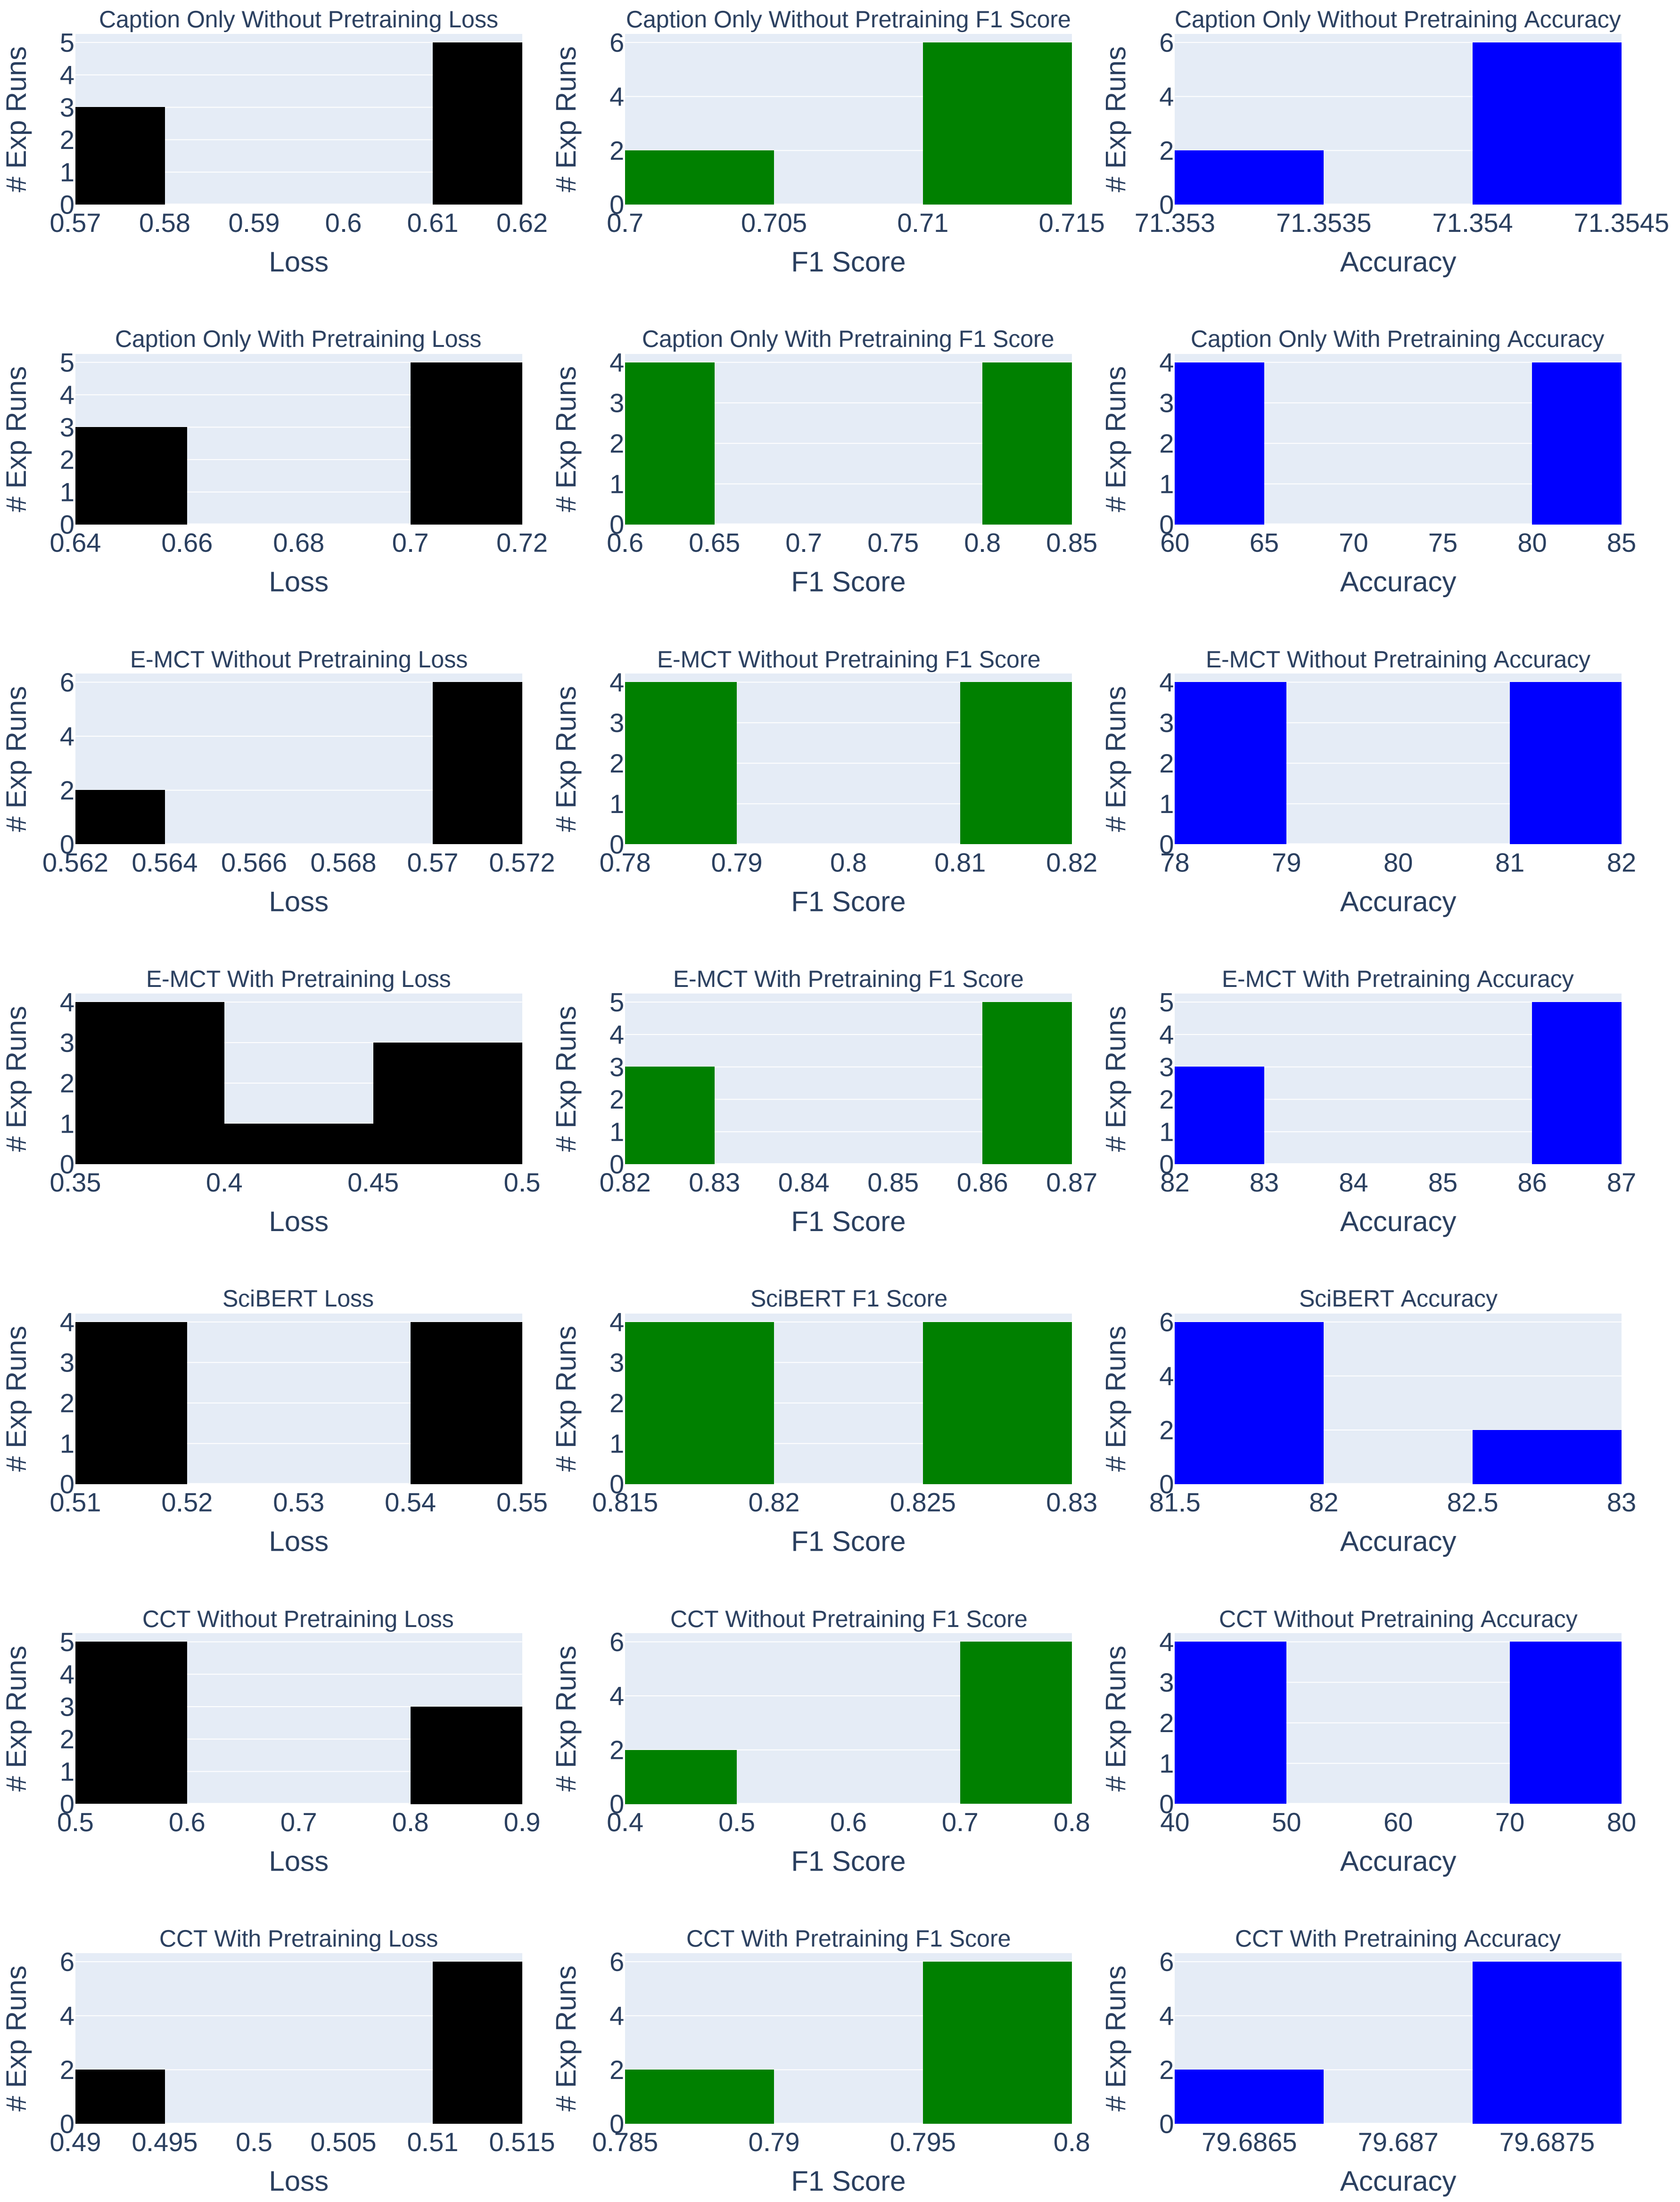 Caption Only Without Pretraining Loss
Caption Only Without Pretraining F1 Score
Caption Only Without Pretraining Accuracy
# Exp Runs
5
4
3
2
1
0
0.57 0.58 0.59 0.6 0.61 0.62
Loss
# Exp Runs
6
4
2
0
0.7 0.705 0.71 0.715
F1 Score
# Exp Runs
6
4
2
0
71.353 71.3535 71.354 71.3545
Accuracy
Caption Only With Pretraining Loss
Caption Only With Pretraining F1 Score
Caption Only With Pretraining Accuracy
# Exp Runs
5
4
3
2
1
0
0.64 0.66 0.68 0.7 0.72
Loss
# Exp Runs
4
3
2
1
0
0.6 0.65 0.7 0.75 0.8 0.85
F1 Score
# Exp Runs
4
3
2
1
0
60 65 70 75 80 85
Accuracy
E-MCT Without Pretraining Loss
E-MCT Without Pretraining F1 Score
E-MCT Without Pretraining Accuracy
# Exp Runs
6
4
2
0
0.562 0.564 0.566 0.568 0.57 0.572
Loss
# Exp Runs
4
3
2
1
0
0.78 0.79 0.8 0.81 0.82
F1 Score
# Exp Runs
4
3
2
1
0
78 79 80 81 82
Accuracy
E-MCT With Pretraining Loss
E-MCT With Pretraining F1 Score
E-MCT With Pretraining Accuracy
# Exp Runs
4
3
2
1
0
0.35 0.4 0.45 0.5
Loss
# Exp Runs
5
4
3
2
1
0
0.82 0.83 0.84 0.85 0.86 0.87
F1 Score
# Exp Runs
5
4
3
2
1
0
82 83 84 85 86 87
Accuracy
SciBERT Loss
SciBERT F1 Score
SciBERT Accuracy
# Exp Runs
4
3
2
1
0
0.51 0.52 0.53 0.54 0.55
Loss
# Exp Runs
4
3
2
1
0
0.815 0.82 0.825 0.83
F1 Score
# Exp Runs
6
4
2
0
81.5 82 82.5 83
Accuracy
CCT Without Pretraining Loss
CCT Without Pretraining F1 Score
CCT Without Pretraining Accuracy
# Exp Runs
5
4
3
2
1
0
0.5 0.6 0.7 0.8 0.9
Loss
# Exp Runs
6
4
2
0
0.4 0.5 0.6 0.7 0.8
F1 Score
# Exp Runs
4
3
2
1
0
40 50 60 70 80
Accuracy
CCT With Pretraining Loss
CCT With Pretraining F1 Score
CCT With Pretraining Accuracy
# Exp Runs
6
4
2
0
0.49 0.495 0.5 0.505 0.51 0.515
Loss
# Exp Runs
6
4
2
0
0.785 0.79 0.795 0.8
F1 Score
# Exp Runs
6
4
2
0
79.6865 79.687 79.6875
Accuracy